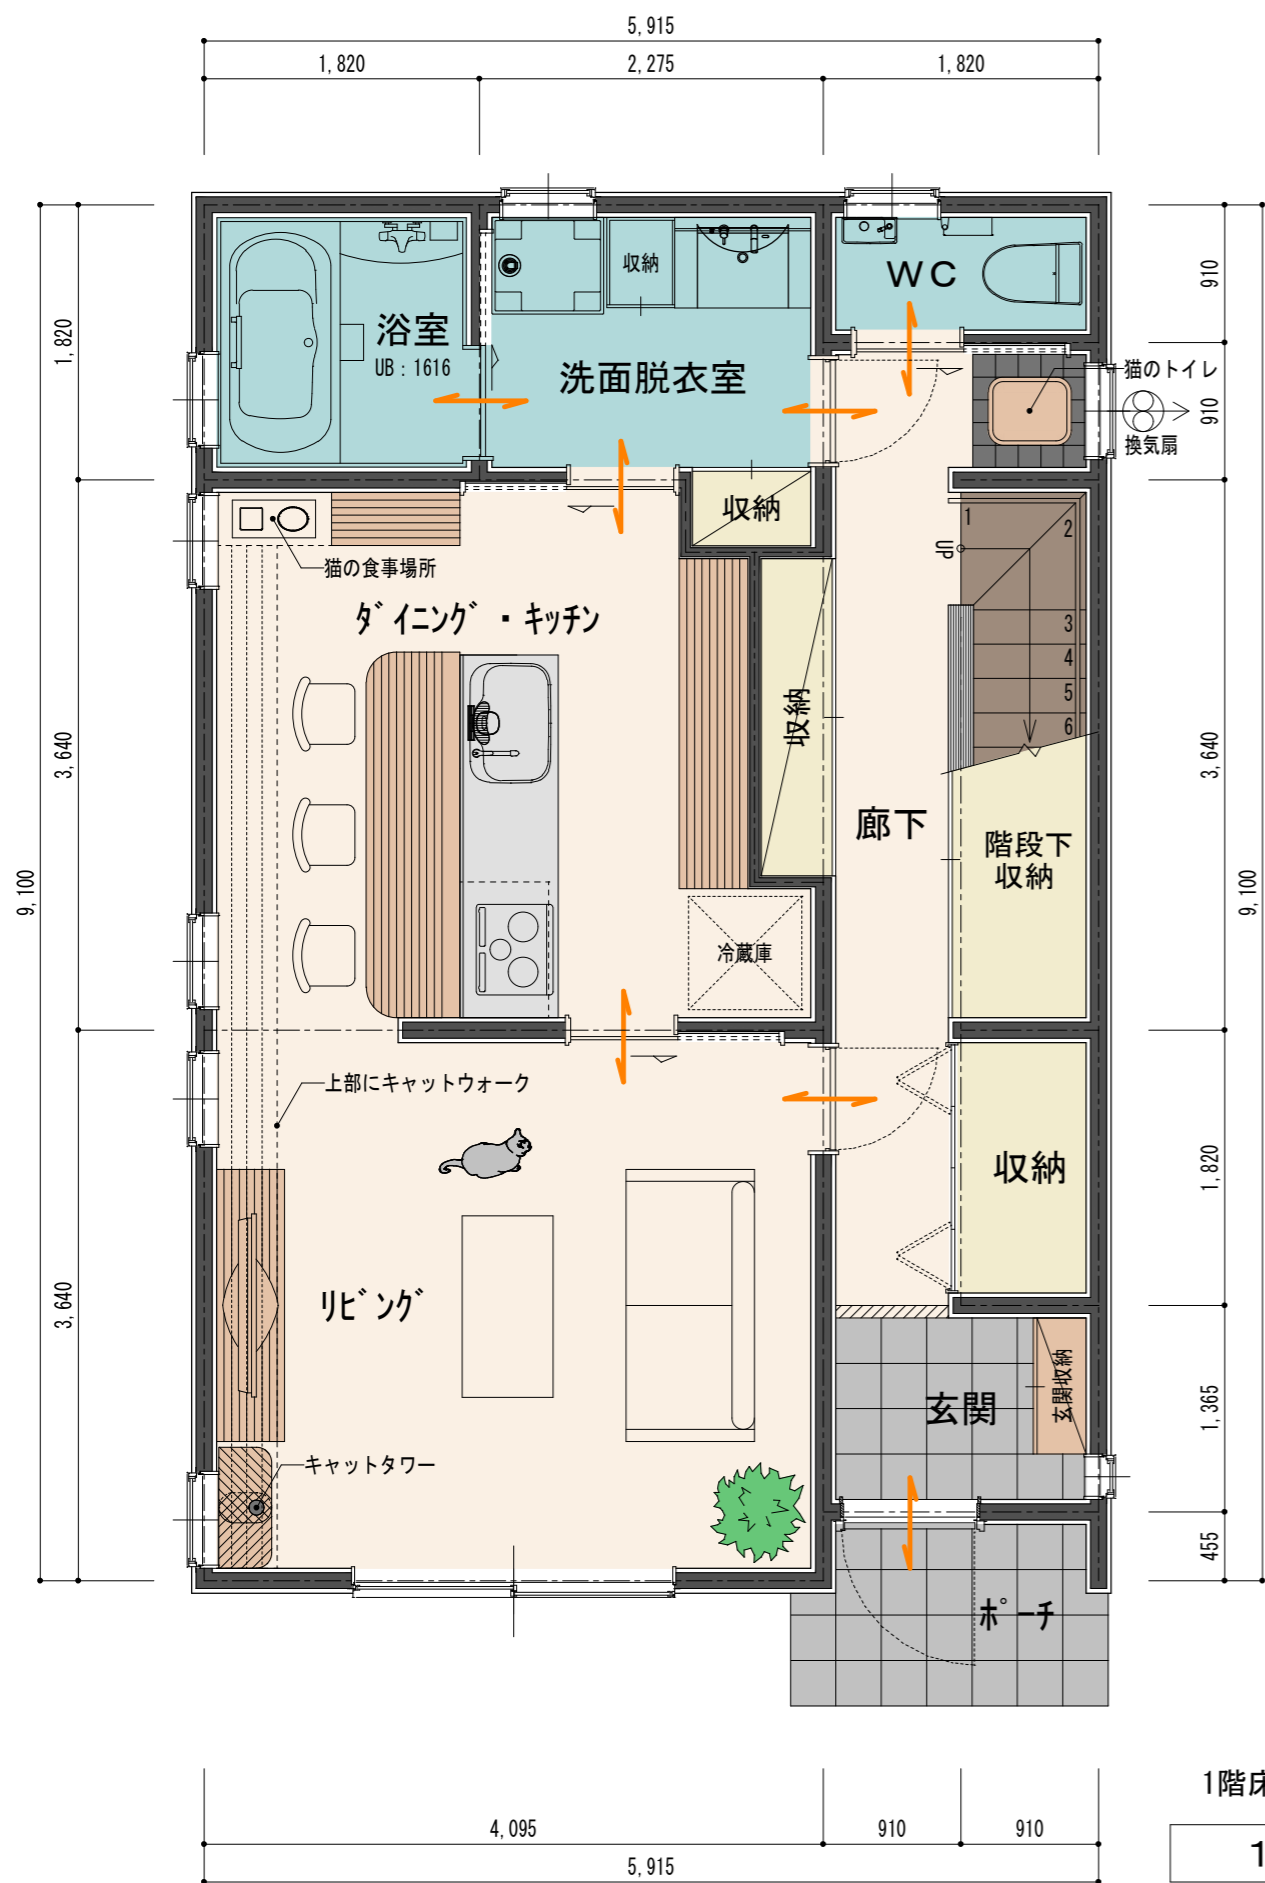 5,915
1,820
2,275
1,820
収納
WC
910
浴室
UB：1616
1,820
洗面脱衣室
猫のトイレ
910
換気扇
収納
1
2
UP
猫の食事場所
ダイニング・キッチン
3
4
5
6
収納
3,640
3,640
廊下
階段下
収納
9,100
9,100
冷蔵庫
上部にキャットウォーク
収納
1,820
リビング
3,640
玄関収納
玄関
1,365
キャットタワー
455
ポーチ
1階床
4,095
910
910
1
5,915